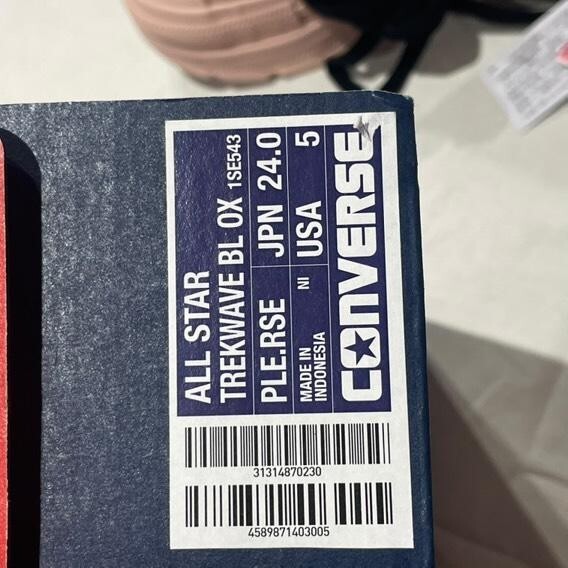 ALL STAR
TREKWAVE BL OX 1SE543
PLE.RSE JPN 24.0
MADE IN INDONESIA NI USA 5
CONVERSE
31314870230
4589871403005